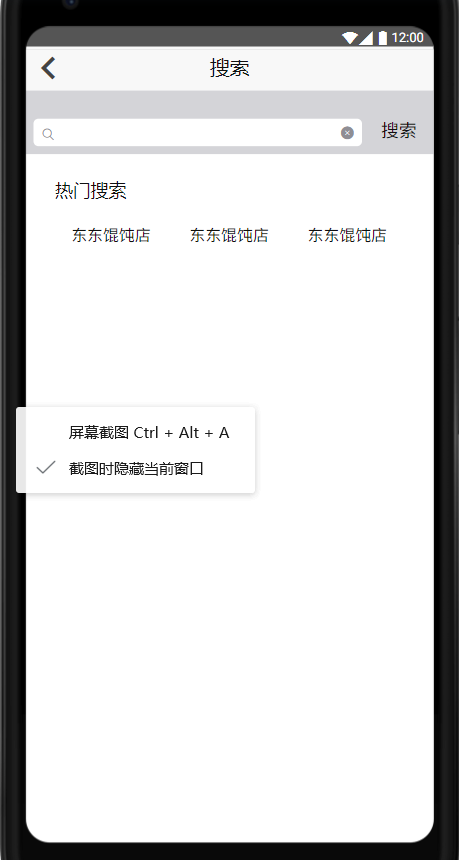 12:00
搜索
搜索
热门搜索
东东馄饨店 东东馄饨店 东东馄饨店
屏幕截图 Ctrl + Alt + A
截图时隐藏当前窗口